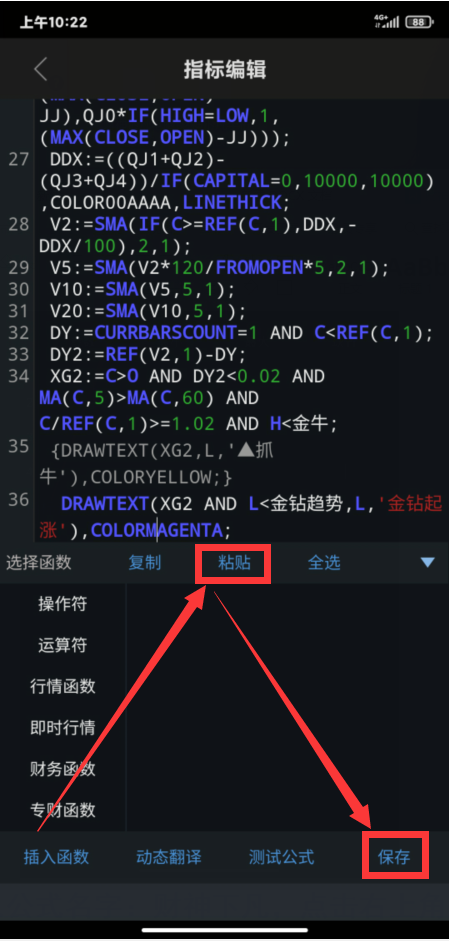 上午10:22
4G+
88
指标编辑
JJ),QJ0*IF(HIGH=LOW,1,
(MAX(CLOSE,OPEN)-JJ)));
27 DDX:=((QJ1+QJ2)-
(QJ3+QJ4))/IF(CAPITAL=0,10000,10000)
,COLOR00AAAA,LINETHICK;
28 V2:=SMA(IF(C>=REF(C,1),DDX,-
DDX/100),2,1);
29 V5:=SMA(V2*120/FROMOPEN*5,2,1);
30 V10:=SMA(V5,5,1);
31 V20:=SMA(V10,5,1);
32 DY:=CURRBARSCOUNT=1 AND C<REF(C,1);
33 DY2:=REF(V2,1)-DY;
34 XG2:=C>O AND DY2<0.02 AND
MA(C,5)>MA(C,60) AND
C/REF(C,1)>=1.02 AND H<金牛;
35 {DRAWTEXT(XG2,L,'▲抓
牛'),COLORYELLOW;}
36 DRAWTEXT(XG2 AND L<金钻趋势,L,'金钻起
涨'),COLORMAGENTA;
选择函数 复制 粘贴 全选
操作符
运算符
行情函数
即时行情
财务函数
专财函数
插入函数 动态翻译 测试公式 保存